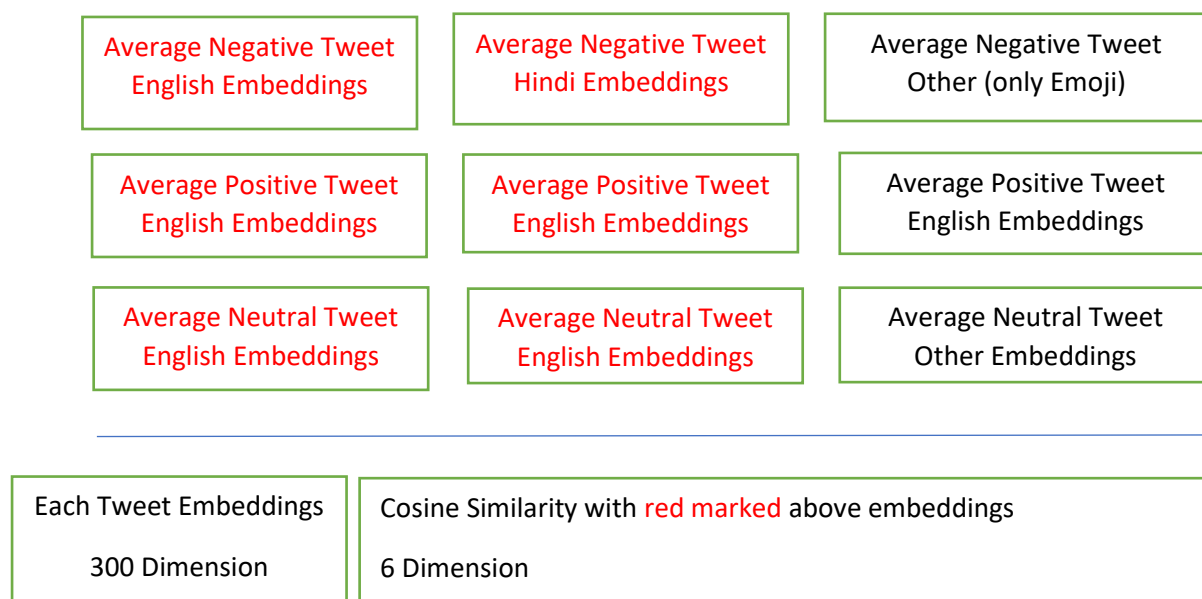 Average Negative Tweet
English Embeddings
Average Negative Tweet
Hindi Embeddings
Average Negative Tweet
Other (only Emoji)
Average Positive Tweet
English Embeddings
Average Positive Tweet
English Embeddings
Average Positive Tweet
English Embeddings
Average Neutral Tweet
English Embeddings
Average Neutral Tweet
English Embeddings
Average Neutral Tweet
Other Embeddings
Each Tweet Embeddings
300 Dimension
Cosine Similarity with red marked above embeddings
6 Dimension